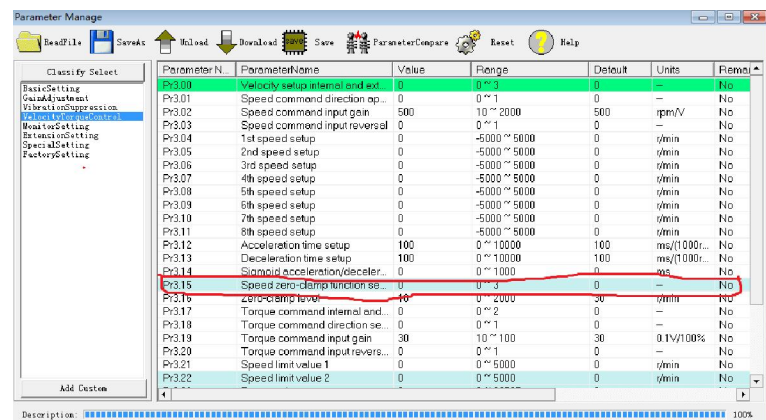 Parameter Manage
ReadFile SaveAs Unload Download Save ParameterCompare Reset Help
Classify Select
BasicSetting
GainAdjustment
VibrationSuppression
VelocityTorqueControl
MonitorSetting
ExtensionSetting
SpecialSetting
FactorySetting
Add Custom
Parameter N... ParameterName Value Range Default Units Remar
Pr3.00 Velocity setup internal and ext... 0 0 ~ 3 0 — No
Pr3.01 Speed command direction ap... 0 0 ~ 1 0 — No
Pr3.02 Speed command input gain 500 10 ~ 2000 500 rpm/V No
Pr3.03 Speed command input reversal 0 0 ~ 1 0 — No
Pr3.04 1st speed setup 0 -5000 ~ 5000 0 r/min No
Pr3.05 2nd speed setup 0 -5000 ~ 5000 0 r/min No
Pr3.06 3rd speed setup 0 -5000 ~ 5000 0 r/min No
Pr3.07 4th speed setup 0 -5000 ~ 5000 0 r/min No
Pr3.08 5th speed setup 0 -5000 ~ 5000 0 r/min No
Pr3.09 6th speed setup 0 -5000 ~ 5000 0 r/min No
Pr3.10 7th speed setup 0 -5000 ~ 5000 0 r/min No
Pr3.11 8th speed setup 0 -5000 ~ 5000 0 r/min No
Pr3.12 Acceleration time setup 100 0 ~ 10000 100 ms/(1000r... No
Pr3.13 Deceleration time setup 100 0 ~ 10000 100 ms/(1000r... No
Pr3.14 Sigmoid acceleration/deceler... 0 0 ~ 1000 0 ms No
Pr3.15 Speed zero-clamp function se... 0 0 ~ 3 0 — No
Pr3.16 Zero-clamp level 10 0 ~ 2000 30 r/min No
Pr3.17 Torque command internal and... 0 0 ~ 2 0 — No
Pr3.18 Torque command direction se... 0 0 ~ 1 0 — No
Pr3.19 Torque command input gain 30 10 ~ 100 30 0.1V/100% No
Pr3.20 Torque command input revers... 0 0 ~ 1 0 — No
Pr3.21 Speed limit value 1 0 0 ~ 5000 0 r/min No
Pr3.22 Speed limit value 2 0 0 ~ 5000 0 r/min No
Description: 100%